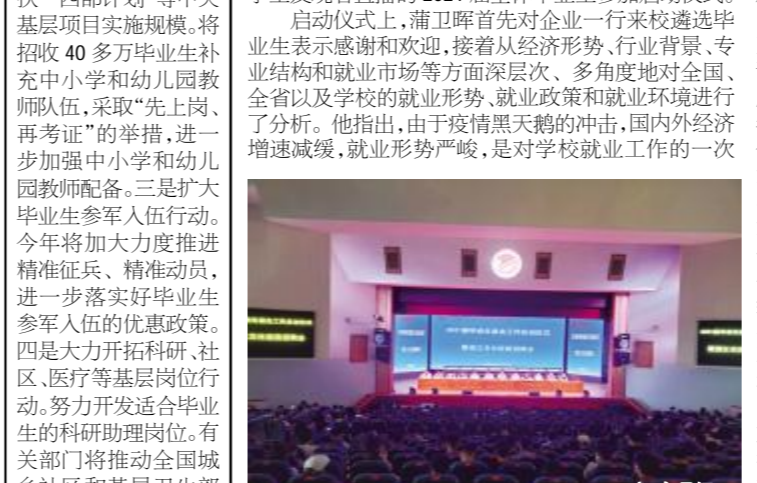 基层项目实施规模。将
招收 40 多万毕业生补
充中小学和幼儿园教
师队伍,采取“先上岗、
再考证”的举措,进一
步加强中小学和幼儿
园教师配备。三是扩大
毕业生参军入伍行动。
今年将加大力度推进
精准征兵、精准动员,
进一步落实好毕业生
参军入伍的优惠政策。
四是大力开拓科研、社
区、医疗等基层岗位行
动。努力开发适合毕业
生的科研助理岗位。有
关部门将推动全国城
启动仪式上,蒲卫晖首先对企业一行来校遴选毕
业生表示感谢和欢迎,接着从经济形势、行业背景、专
业结构和就业市场等方面深层次、多角度地对全国、
全省以及学校的就业形势、就业政策和就业环境进行
了分析。他指出,由于疫情黑天鹅的冲击,国内外经济
增速减缓,就业形势严峻,是对学校就业工作的一次